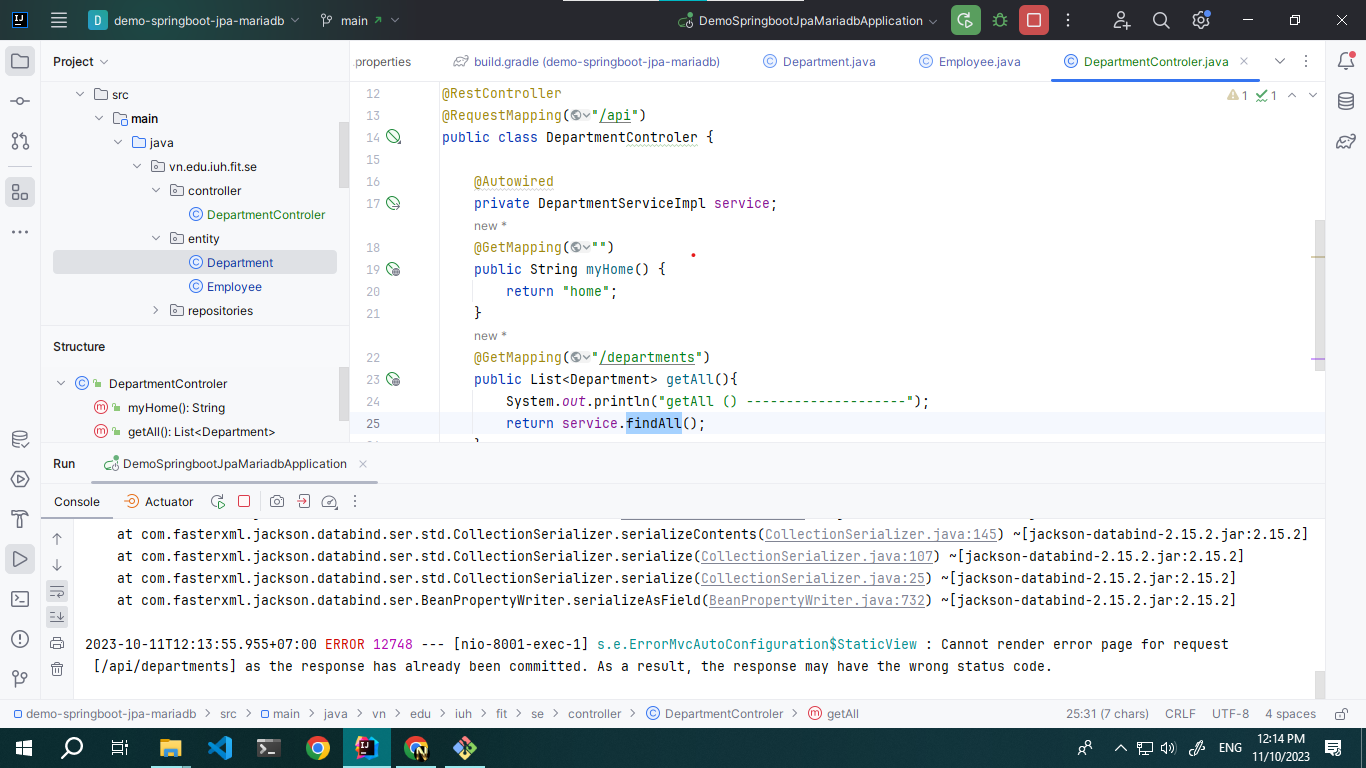 D demo-springboot-jpa-mariadb main DemoSpringbootJpaMariadbApplication
Project
.properties build.gradle (demo-springboot-jpa-mariadb) Department.java Employee.java DepartmentControler.java
src
main
java
vn.edu.iuh.fit.se
controller
DepartmentControler
entity
Department
Employee
repositories
Structure
DepartmentControler
myHome(): String
getAll(): List<Department>
1 1
12 @RestController
13 @RequestMapping("/api")
14 public class DepartmentControler {
15
16 @Autowired
17 private DepartmentServiceImpl service;
new *
18 @GetMapping("")
19 public String myHome() {
20 return "home";
21 }
new *
22 @GetMapping("/departments")
23 public List<Department> getAll(){
24 System.out.println("getAll () --------------------");
25 return service.findAll();
Run DemoSpringbootJpaMariadbApplication
Console Actuator
at com.fasterxml.jackson.databind.ser.std.CollectionSerializer.serializeContents(CollectionSerializer.java:145) ~[jackson-databind-2.15.2.jar:2.15.2]
at com.fasterxml.jackson.databind.ser.std.CollectionSerializer.serialize(CollectionSerializer.java:107) ~[jackson-databind-2.15.2.jar:2.15.2]
at com.fasterxml.jackson.databind.ser.std.CollectionSerializer.serialize(CollectionSerializer.java:25) ~[jackson-databind-2.15.2.jar:2.15.2]
at com.fasterxml.jackson.databind.ser.BeanPropertyWriter.serializeAsField(BeanPropertyWriter.java:732) ~[jackson-databind-2.15.2.jar:2.15.2]
2023-10-11T12:13:55.955+07:00 ERROR 12748 --- [nio-8001-exec-1] s.e.ErrorMvcAutoConfiguration$StaticView : Cannot render error page for request
[/api/departments] as the response has already been committed. As a result, the response may have the wrong status code.
demo-springboot-jpa-mariadb > src > main > java > vn > edu > iuh > fit > se > controller > DepartmentControler > getAll 25:31 (7 chars) CRLF UTF-8 4 spaces
ENG 12:14 PM
11/10/2023